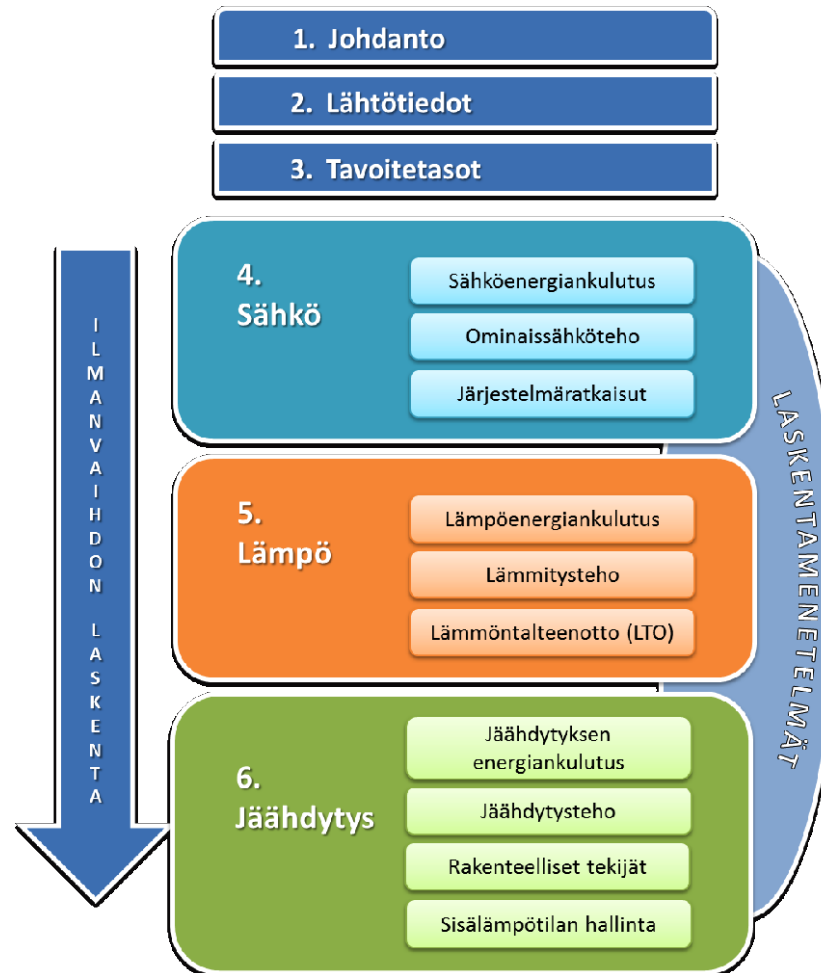 1. Johdanto
2. Lähtötiedot
3. Tavoitetasot
ILMANVAIHDON LASKENTA
4.
Sähkö
Sähköenergiankulutus
Ominaissähköteho
Järjestelmäratkaisut
5.
Lämpö
Lämpöenergiankulutus
Lämmitysteho
Lämmöntalteenotto (LTO)
6.
Jäähdytys
Jäähdytyksen
energiankulutus
Jäähdytysteho
Rakenteelliset tekijät
Sisälämpötilan hallinta
LASKENTAMENETELMÄT